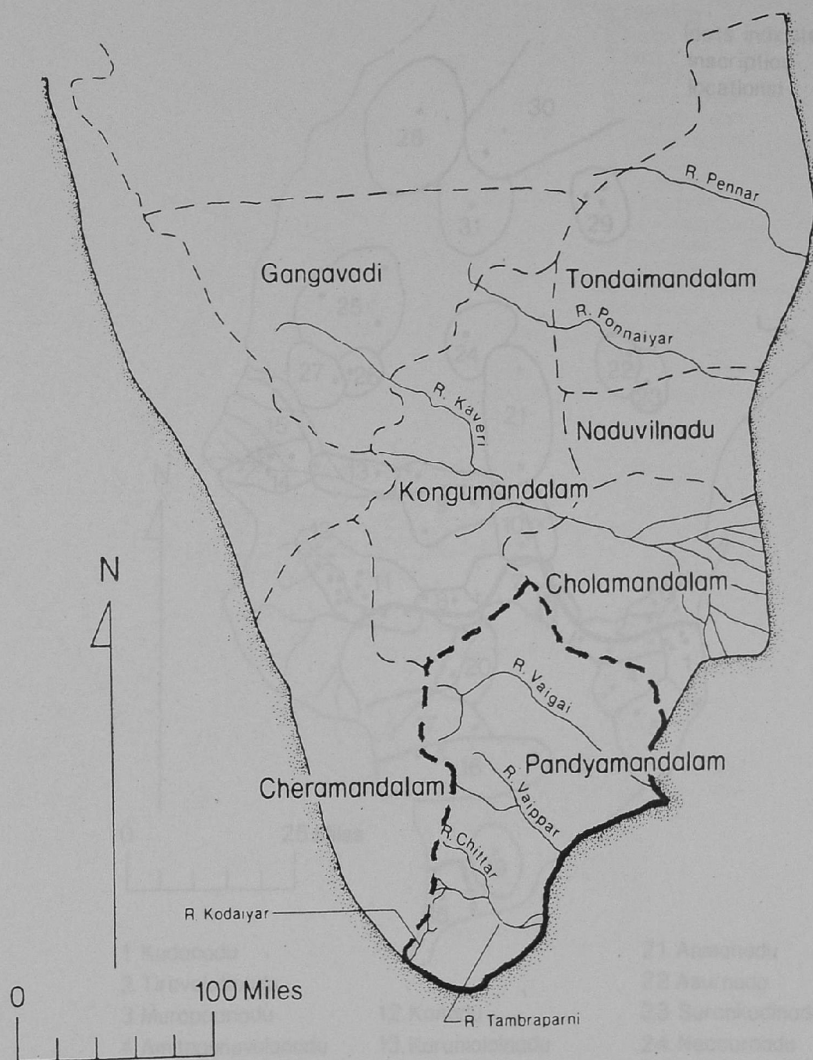 R. Pennar
Gangavadi
Tondaimandalam
R. Ponnaiyar
R. Kaveri
Naduvilnadu
Kongumandalam
N
Cholamandalam
R. Vaigai
Pandyamandalam
Cheramandalam
R. Vaippar
R. Chittar
R. Kodaiyar
0
100 Miles
R. Tambraparni